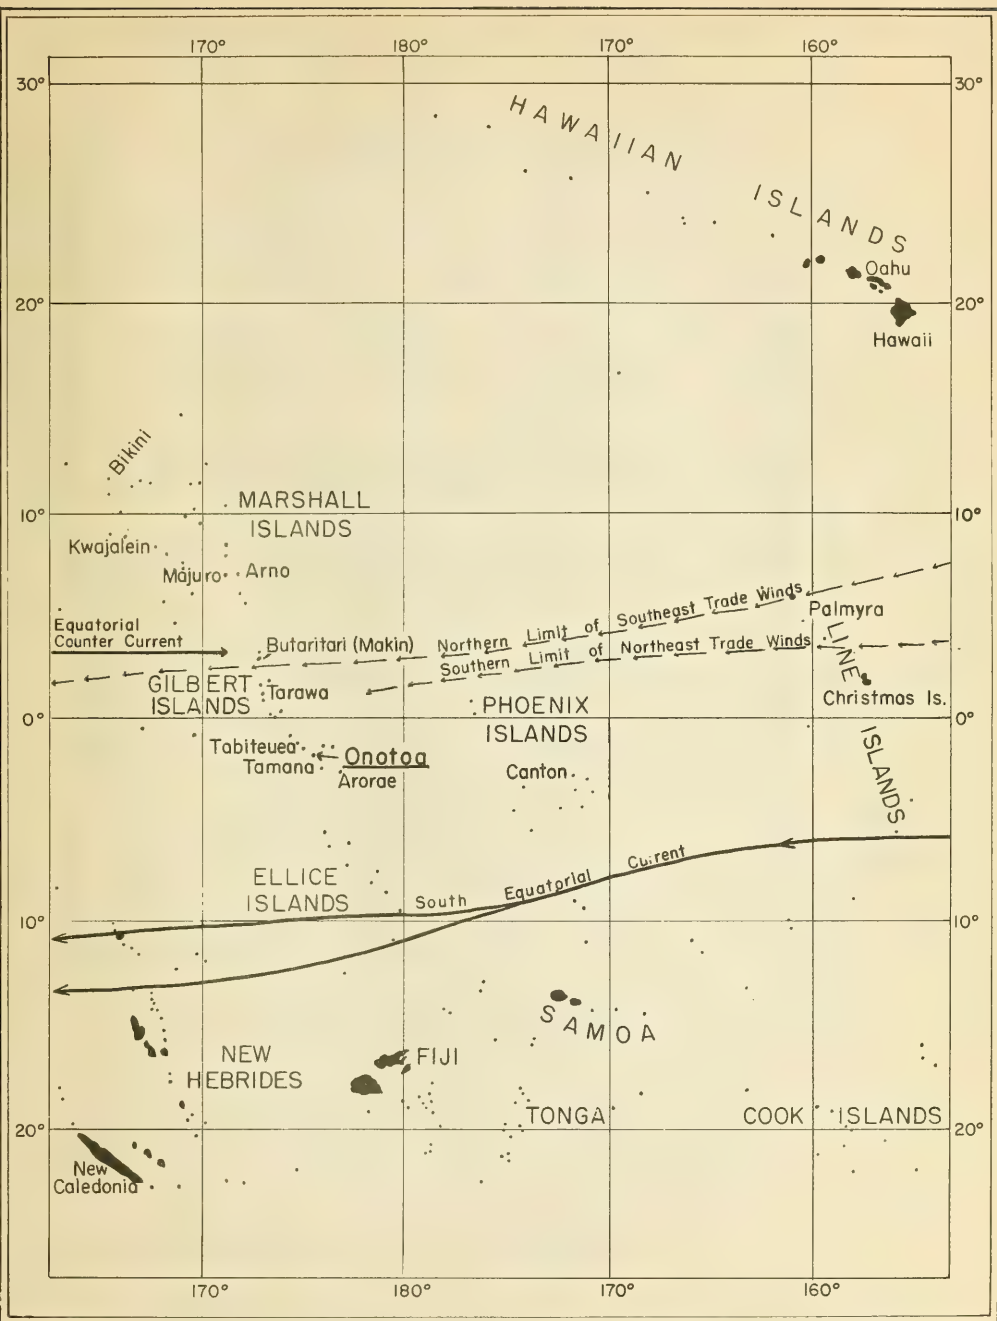 170° 180° 170° 160°
30° 30°
HAWAIIAN ISLANDS
Oahu
20° 20°
Hawaii
Bikini
MARSHALL
ISLANDS
10° 10°
Kwajalein
Majuro Arno
Equatorial
Counter Current
Butaritari (Makin)
Northern Limit of Southeast Trade Winds
Southern Limit of Northeast Trade Winds
Palmyra
LINE ISLANDS
GILBERT
ISLANDS
Tarawa
Christmas Is.
PHOENIX
ISLANDS
0° 0°
Tabiteuea
Onotoa
Tamana
Arorae
Canton
ELLICE
ISLANDS
South Equatorial Current
10° 10°
SAMOA
NEW
HEBRIDES
FIJI
TONGA
COOK ISLANDS
20° 20°
New
Caledonia
170° 180° 170° 160°